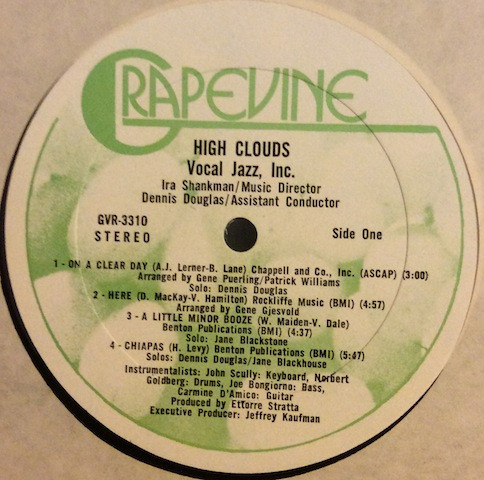 GRAPEVINE
HIGH CLOUDS
Vocal Jazz, Inc.
Ira Shankman/Music Director
Dennis Douglas/Assistant Conductor
GVR-3310
STEREO
Side One
1 - ON A CLEAR DAY (A.J. Lerner-B. Lane) Chappell and Co., Inc. (ASCAP) (3:00)
Arranged by Gene Puerling/Patrick Williams
Solo: Dennis Douglas
2 - HERE (D. MacKay-V. Hamilton) Rockliffe Music (BMI) (4:57)
Arranged by Gene Gjesvold
3 - A LITTLE MINOR BOOZE (W. Maiden-V. Dale)
Benton Publications (BMI) (4:37)
Solo: Jane Blackstone
4 - CHIAPAS (H. Levy) Benton Publications (BMI) (5:07)
Solos: Dennis Douglas/Jane Blackhouse
Instrumentalists: John Scully: Keyboard, Norbert
Goldberg: Drums, Joe Bongiorno: Bass,
Carmine D'Amico: Guitar
Produced by Ettorre Stratta
Executive Producer: Jeffrey Kaufman